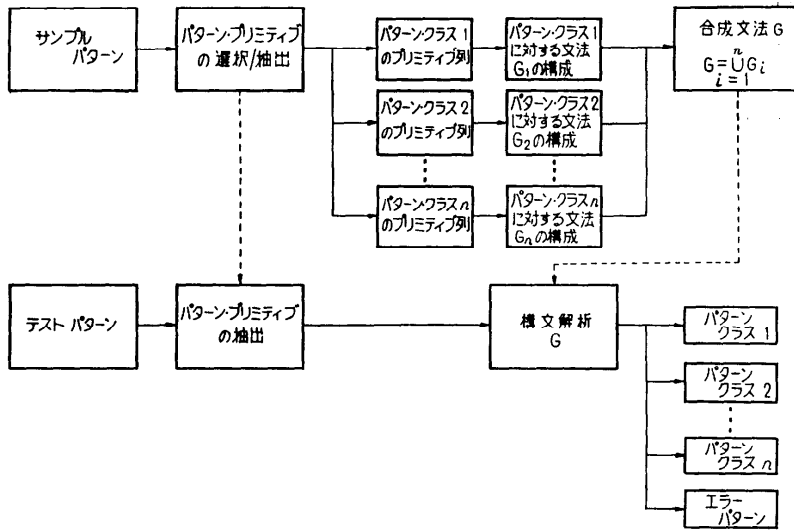 サンプル
パターン
パターン・プリミティブ
の選択/抽出
パターン・クラス1
のプリミティブ列
パターン・クラス1
に対する文法
G₁の構成
合成文法 G
n
G=∪Gi
i=1
パターン・クラス2
のプリミティブ列
パターン・クラス2
に対する文法
G₂の構成
パターン・クラスn
のプリミティブ列
パターン・クラスn
に対する文法
Gnの構成
テスト パターン
パターン・プリミティブ
の抽出
構文解析
G
パターン
クラス 1
パターン
クラス 2
パターン
クラス n
エラー
パターン